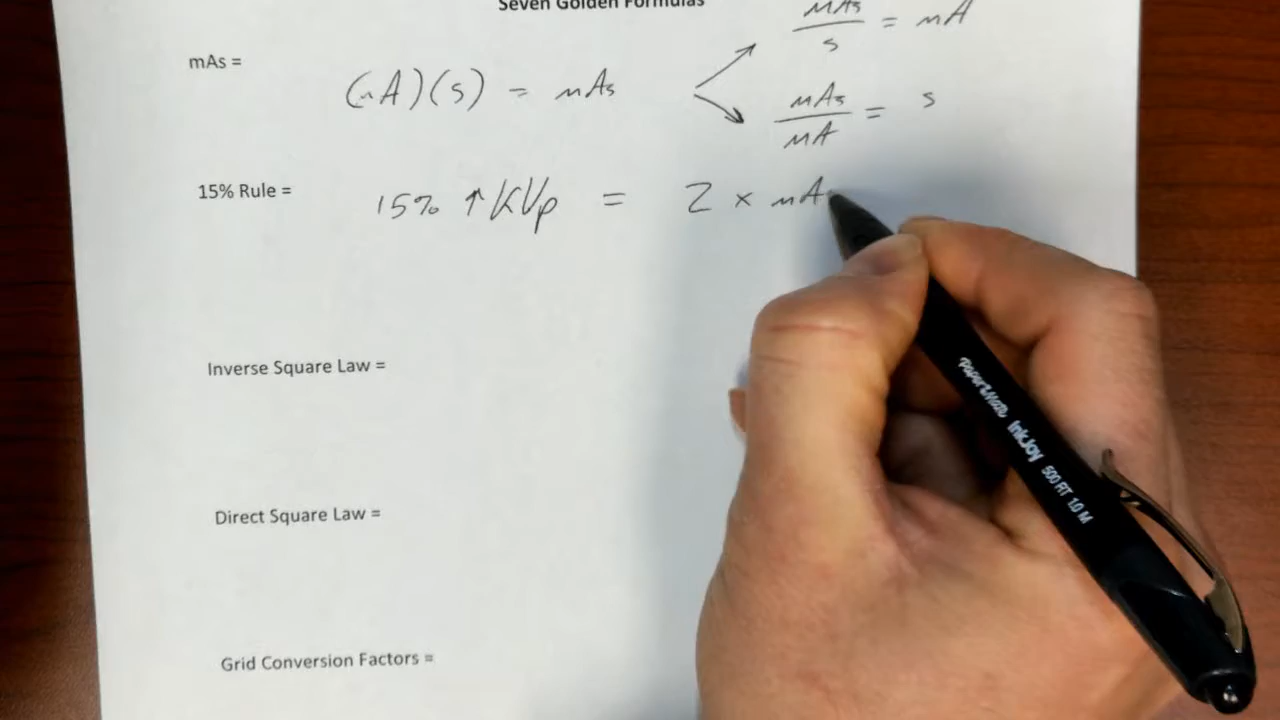 Seven Golden Formulas
mAs =
(mA)(s) = mAs
mAs / s = mA
mAs / mA = s
15% Rule =
15% ↑ KVp = 2 x mA
Inverse Square Law =
Direct Square Law =
Grid Conversion Factors =
PaperMate InkJoy 500 RT 1.0 M